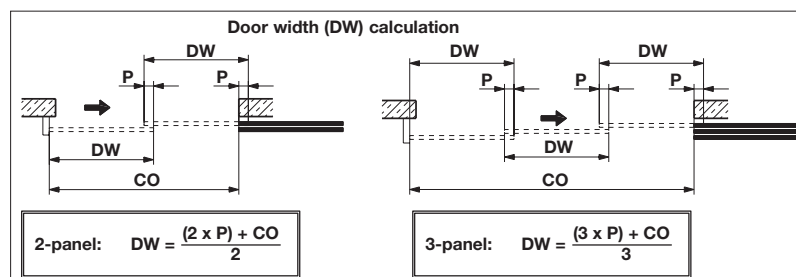 Door width (DW) calculation
DW
P P
DW
CO
DW DW
P P P
DW
CO
2-panel: DW = (2 x P) + CO
2
3-panel: DW = (3 x P) + CO
3